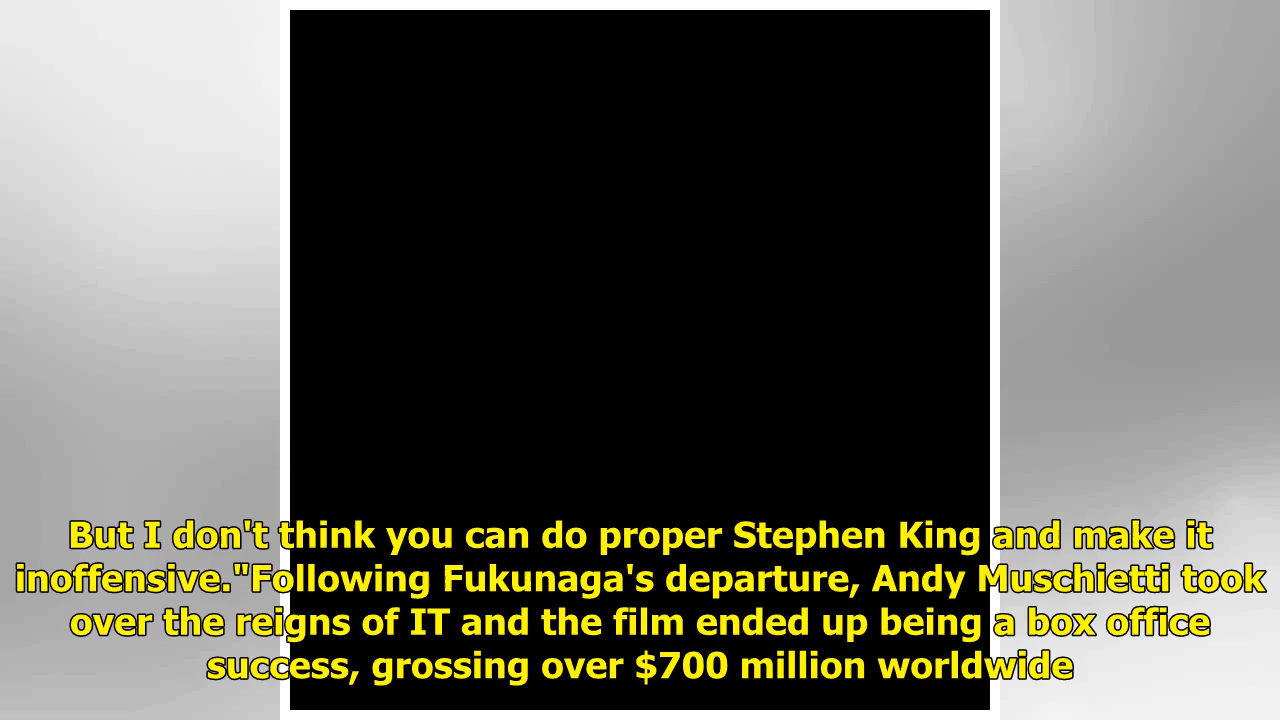 But I don't think you can do proper Stephen King and make it
inoffensive."Following Fukunaga's departure, Andy Muschietti took
over the reigns of IT and the film ended up being a box office
success, grossing over $700 million worldwide